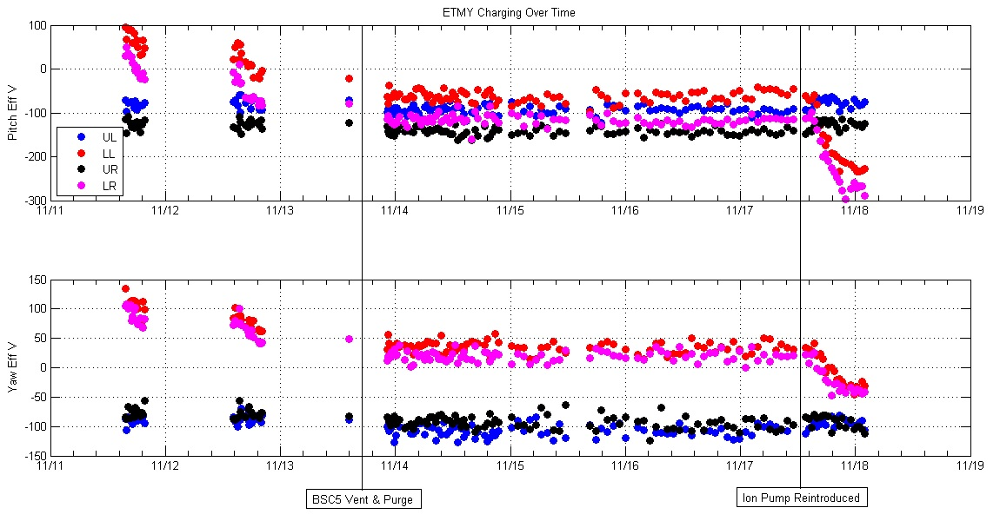 ETMY Charging Over Time
Pitch Eff V
100
0
-100
-200
-300
UL
LL
UR
LR
11/11 11/12 11/13 11/14 11/15 11/16 11/17 11/18 11/19
Yaw Eff V
150
100
50
0
-50
-100
-150
11/11 11/12 11/13 11/14 11/15 11/16 11/17 11/18 11/19
BSC5 Vent & Purge
Ion Pump Reintroduced